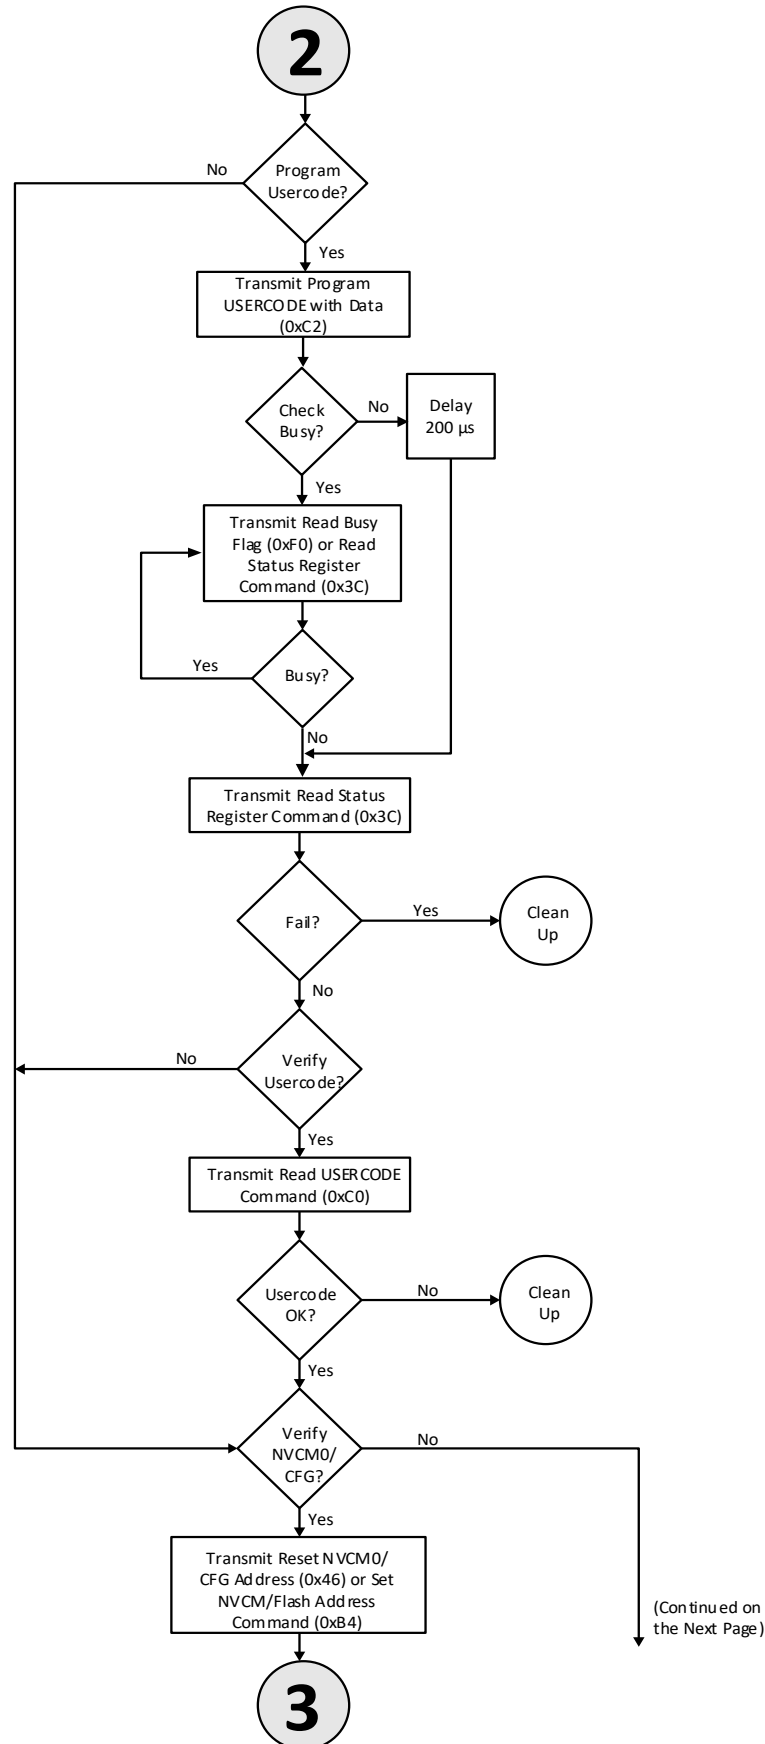 2
No
Program
Usercode?
Yes
Transmit Program
USERCODE with Data
(0xC2)
Check
Busy?
No
Delay
200 µs
Yes
Transmit Read Busy
Flag (0xF0) or Read
Status Register
Command (0x3C)
Yes
Busy?
No
Transmit Read Status
Register Command (0x3C)
Fail?
Yes
Clean
Up
No
No
Verify
Usercode?
Yes
Transmit Read USERCODE
Command (0xC0)
Usercode
OK?
No
Clean
Up
Yes
Verify
NVCM0/
CFG?
No
Yes
Transmit Reset NVCM0/
CFG Address (0x46) or Set
NVCM/Flash Address
Command (0xB4)
(Continued on
the Next Page)
3